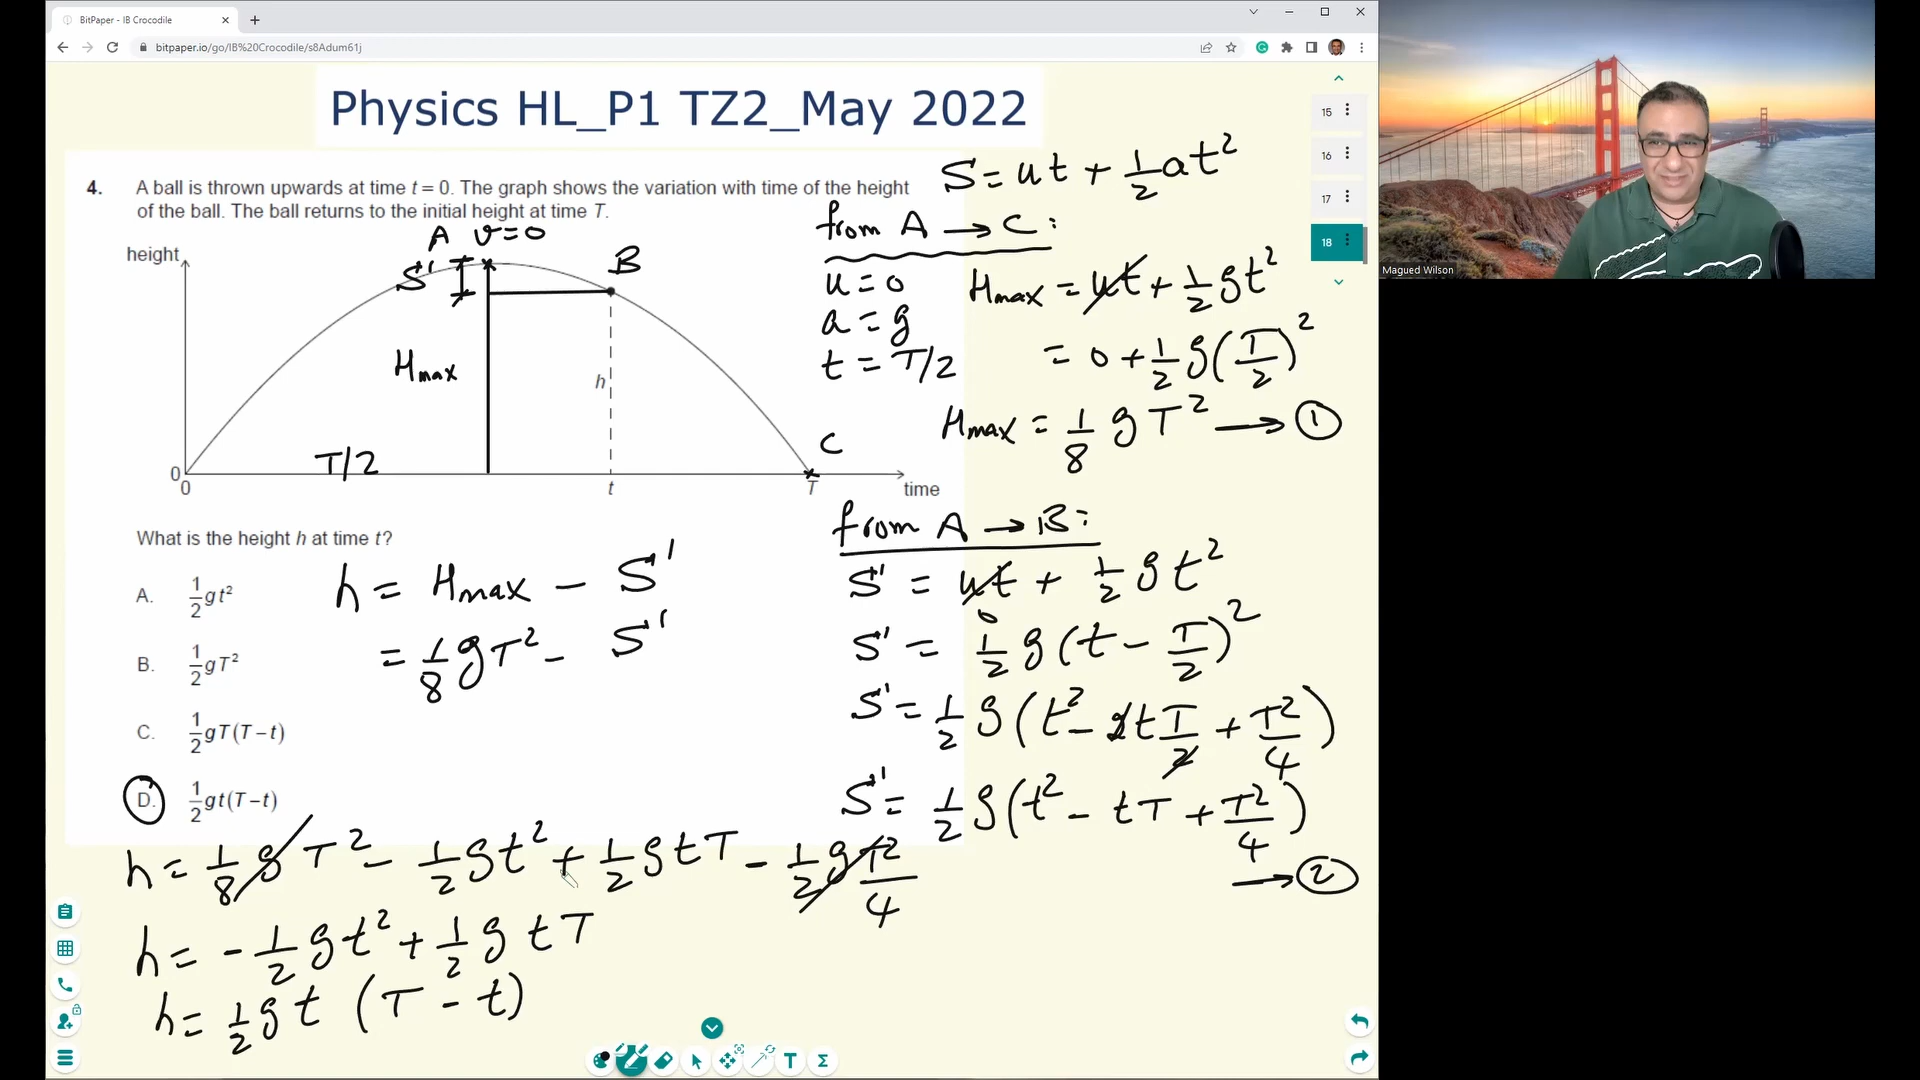 BitPaper - IB Crocodile
bitpaper.io/go/IB%20Crocodile/s8Adum61j
Physics HL_P1 TZ2_May 2022
15
16
17
18
Magued Wilson
4. A ball is thrown upwards at time t = 0. The graph shows the variation with time of the height
of the ball. The ball returns to the initial height at time T.
height
A v=0
S'
B
Hmax
h
T/2
C
0
0
t
T
time
What is the height h at time t?
A. 1/2 gt²
B. 1/2 gT²
C. 1/2 gT(T−t)
D. 1/2 gt(T−t)
h = Hmax − S'
= 1/8 gT² − S'
h = 1/8 gT² − 1/2 gt² + 1/2 gtT − 1/2 g T²/4
h = −1/2 gt² + 1/2 gtT
h = 1/2 gt (T − t)
S = ut + 1/2 at²
from A → C:
u = 0
a = g
t = T/2
Hmax = ut + 1/2 gt²
= 0 + 1/2 g(T/2)²
Hmax = 1/8 gT² → 1
from A → B:
S' = ut + 1/2 gt²
0
S' = 1/2 g(t − T/2)²
S' = 1/2 g(t² − 2t T/2 + T²/4)
S' = 1/2 g(t² − tT + T²/4)
→ 2
T
Σ